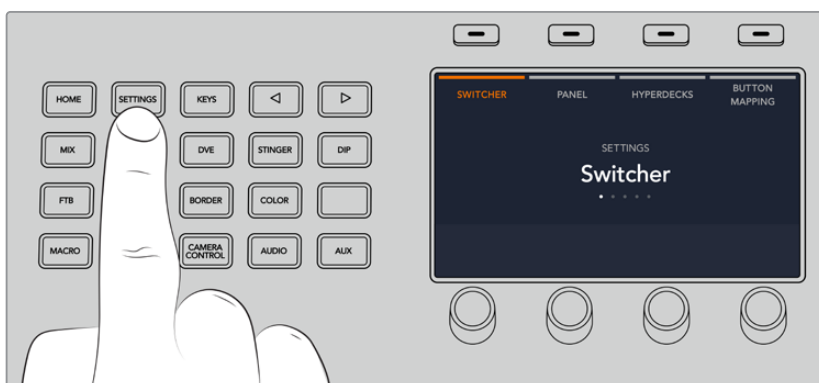 HOME
SETTINGS
KEYS
MIX
DVE
STINGER
DIP
FTB
BORDER
COLOR
MACRO
CAMERA
CONTROL
AUDIO
AUX
SWITCHER
PANEL
HYPERDECKS
BUTTON
MAPPING
SETTINGS
Switcher